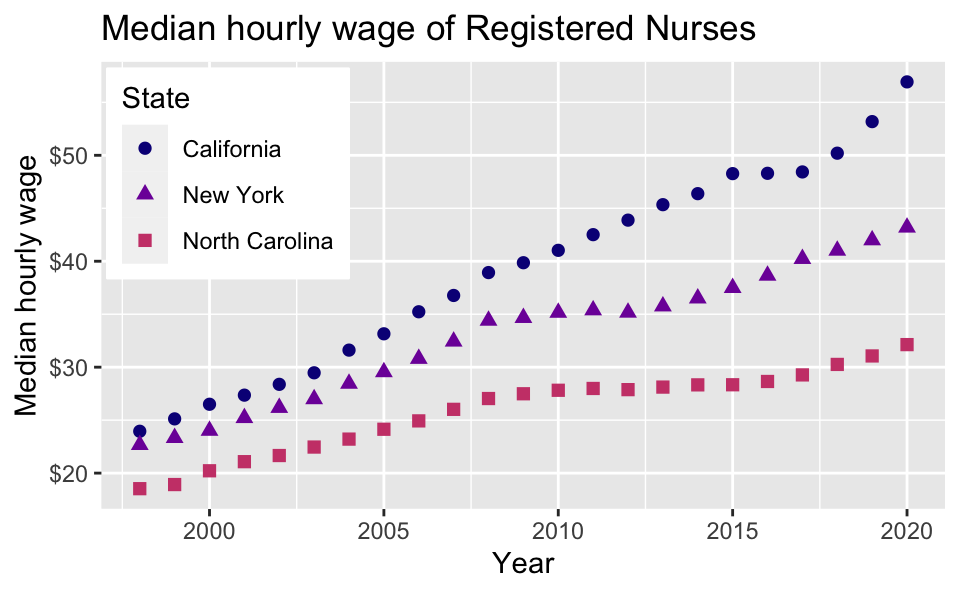 Median hourly wage of Registered Nurses
State
California
New York
North Carolina
Median hourly wage
$50
$40
$30
$20
2000 2005 2010 2015 2020
Year